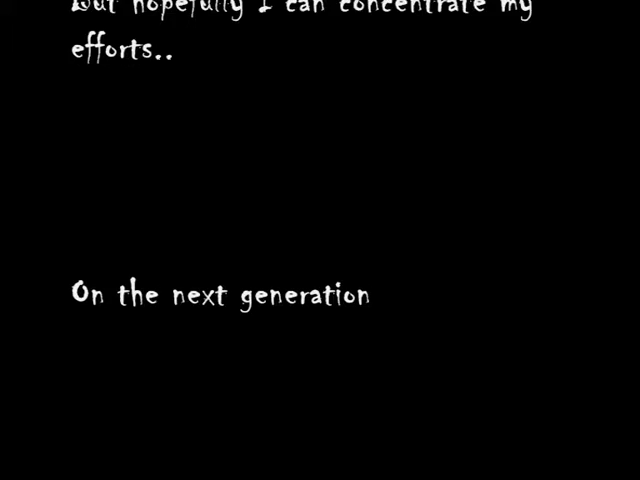 But hopefully I can concentrate my
efforts..
On the next generation